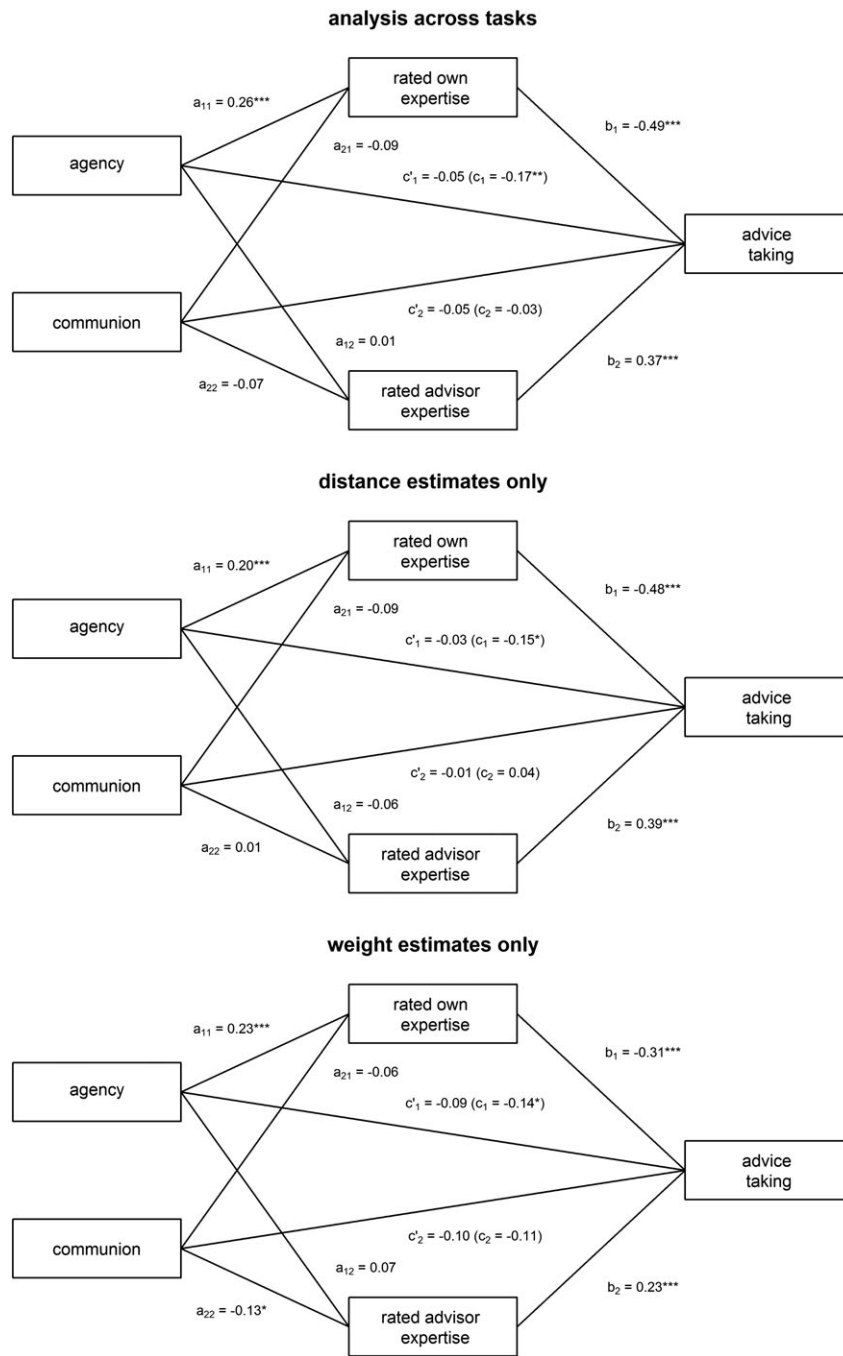 analysis across tasks
rated own
expertise
a₁₁ = 0.26***
a₂₁ = -0.09
b₁ = -0.49***
agency
c'₁ = -0.05 (c₁ = -0.17**)
advice
taking
communion
c'₂ = -0.05 (c₂ = -0.03)
a₁₂ = 0.01
a₂₂ = -0.07
b₂ = 0.37***
rated advisor
expertise
distance estimates only
rated own
expertise
a₁₁ = 0.20***
a₂₁ = -0.09
b₁ = -0.48***
agency
c'₁ = -0.03 (c₁ = -0.15*)
advice
taking
communion
c'₂ = -0.01 (c₂ = 0.04)
a₁₂ = -0.06
a₂₂ = 0.01
b₂ = 0.39***
rated advisor
expertise
weight estimates only
rated own
expertise
a₁₁ = 0.23***
a₂₁ = -0.06
b₁ = -0.31***
agency
c'₁ = -0.09 (c₁ = -0.14*)
advice
taking
communion
c'₂ = -0.10 (c₂ = -0.11)
a₁₂ = 0.07
a₂₂ = -0.13*
b₂ = 0.23***
rated advisor
expertise